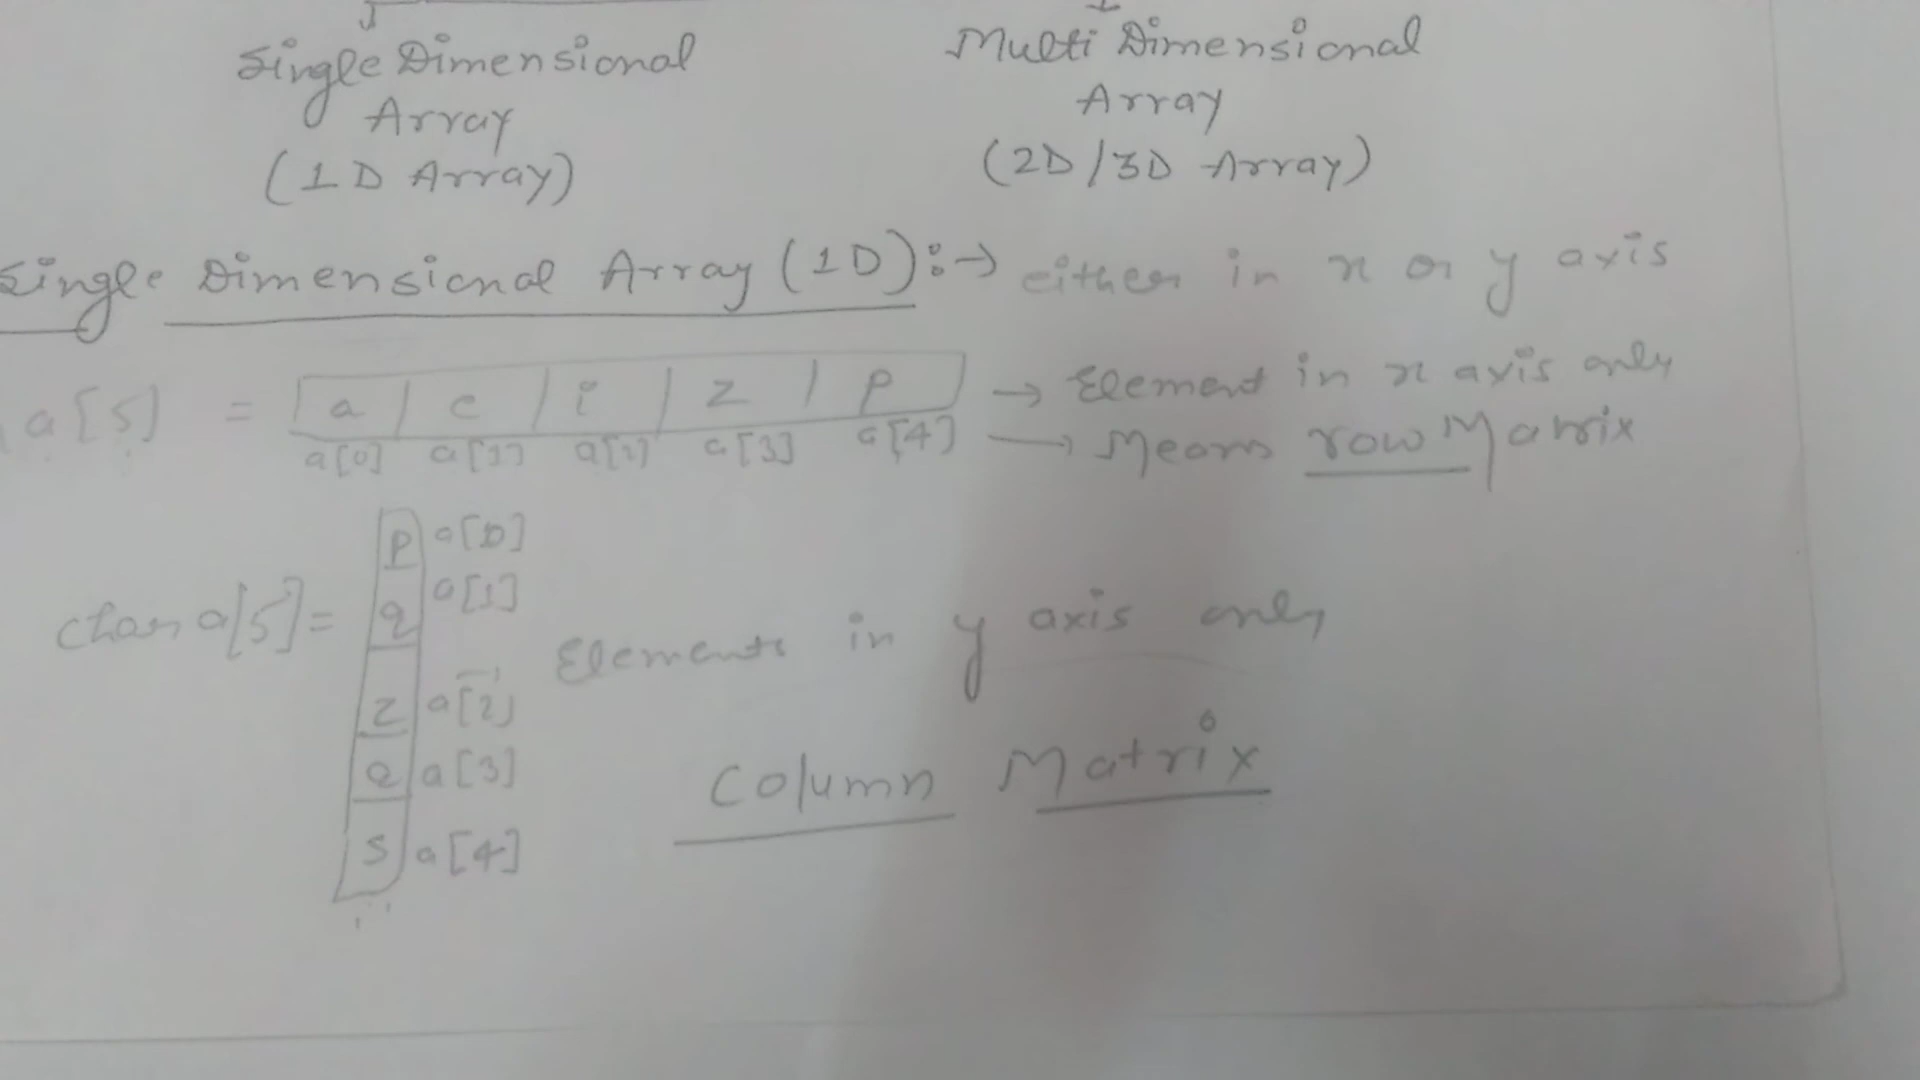 Single Dimensional Array (1D Array)
Multi Dimensional Array (2D/3D Array)
Single Dimensional Array (1D):→ either in x or y axis
a[5] = a c i z p → Element in x axis only
a[0] a[1] a[2] a[3] a[4] → Means row Matrix
p a[0]
q a[1]
char a[5] =
Elements in y axis only
z a[2]
a[3]
Column Matrix
s a[4]